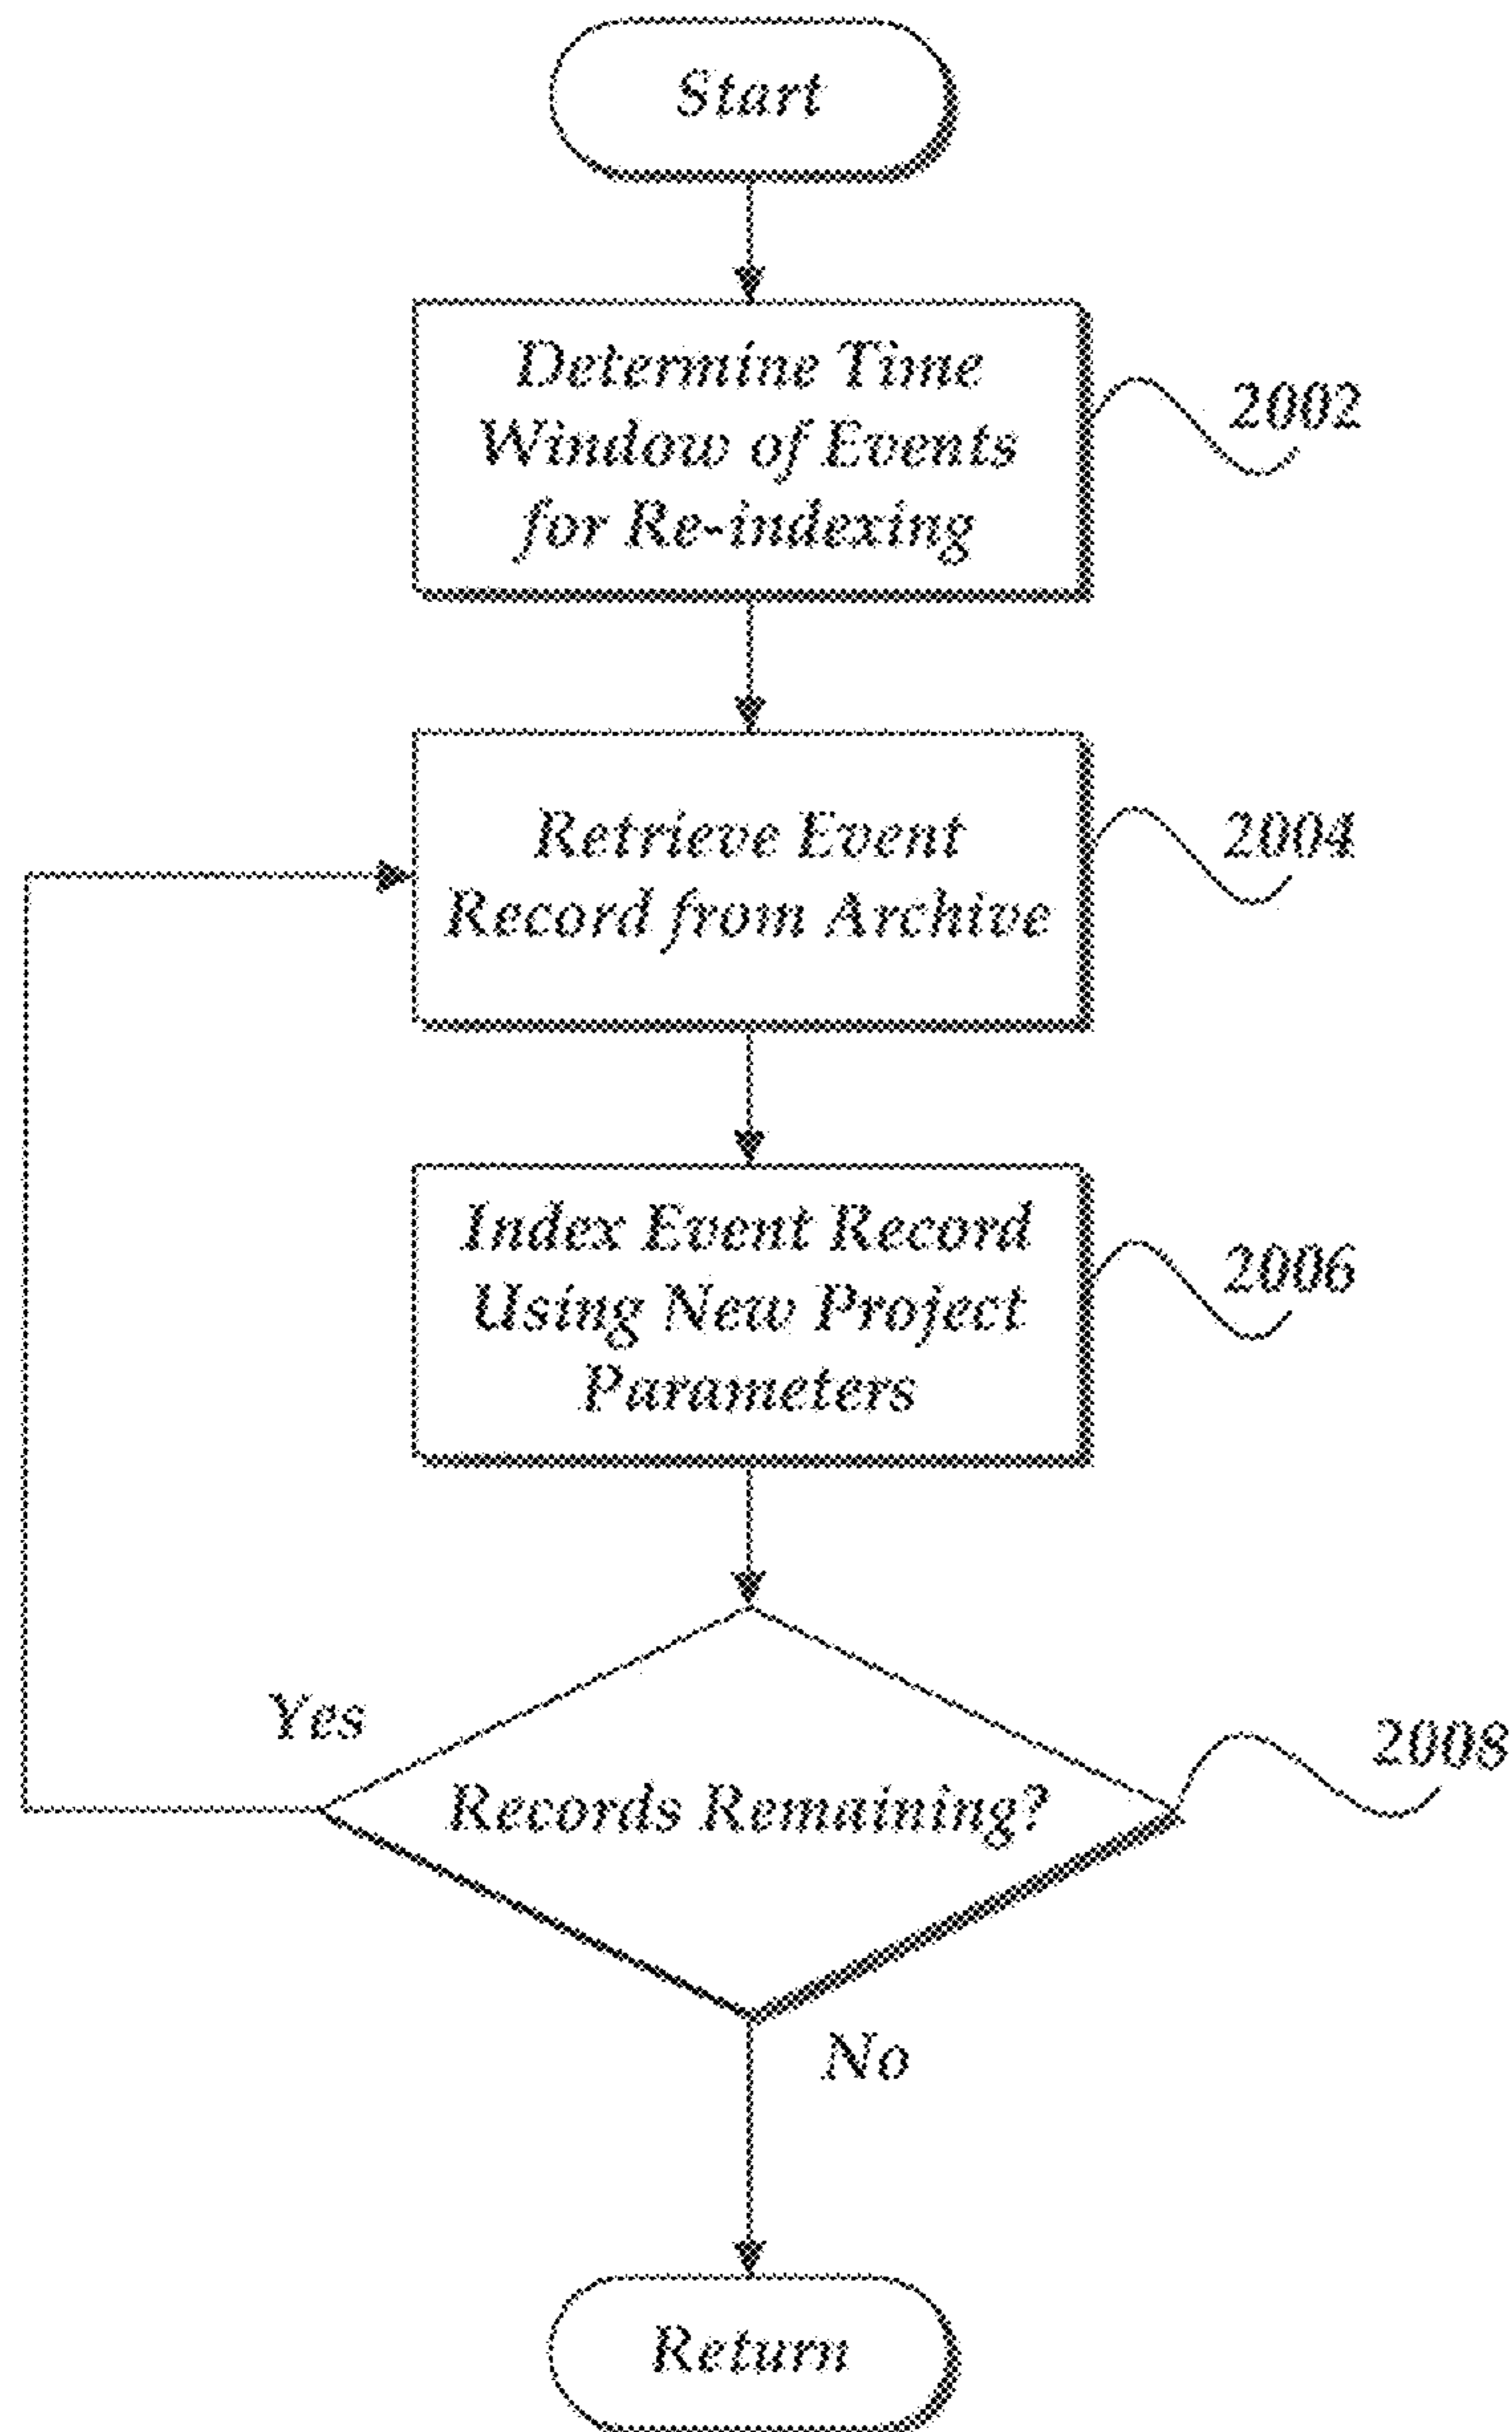 Start
Determine Time
Window of Events
for Re-indexing
2002
Retrieve Event
Record from Archive
2004
Index Event Record
Using New Project
Parameters
2006
Yes
Records Remaining?
2008
No
Return